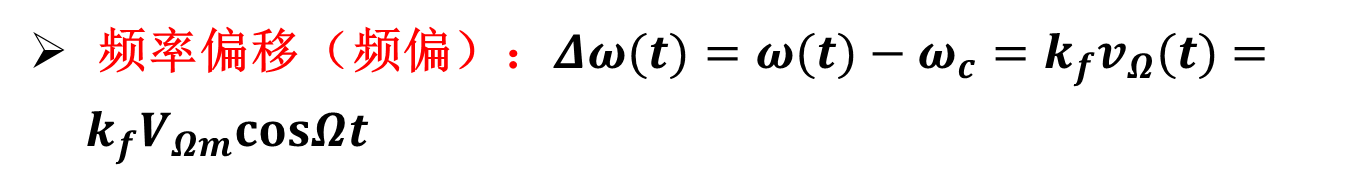 ➢ 频率偏移（频偏）：Δω(t) = ω(t) − ω_c = k_f v_Ω(t) =
k_f V_Ωm cosΩt